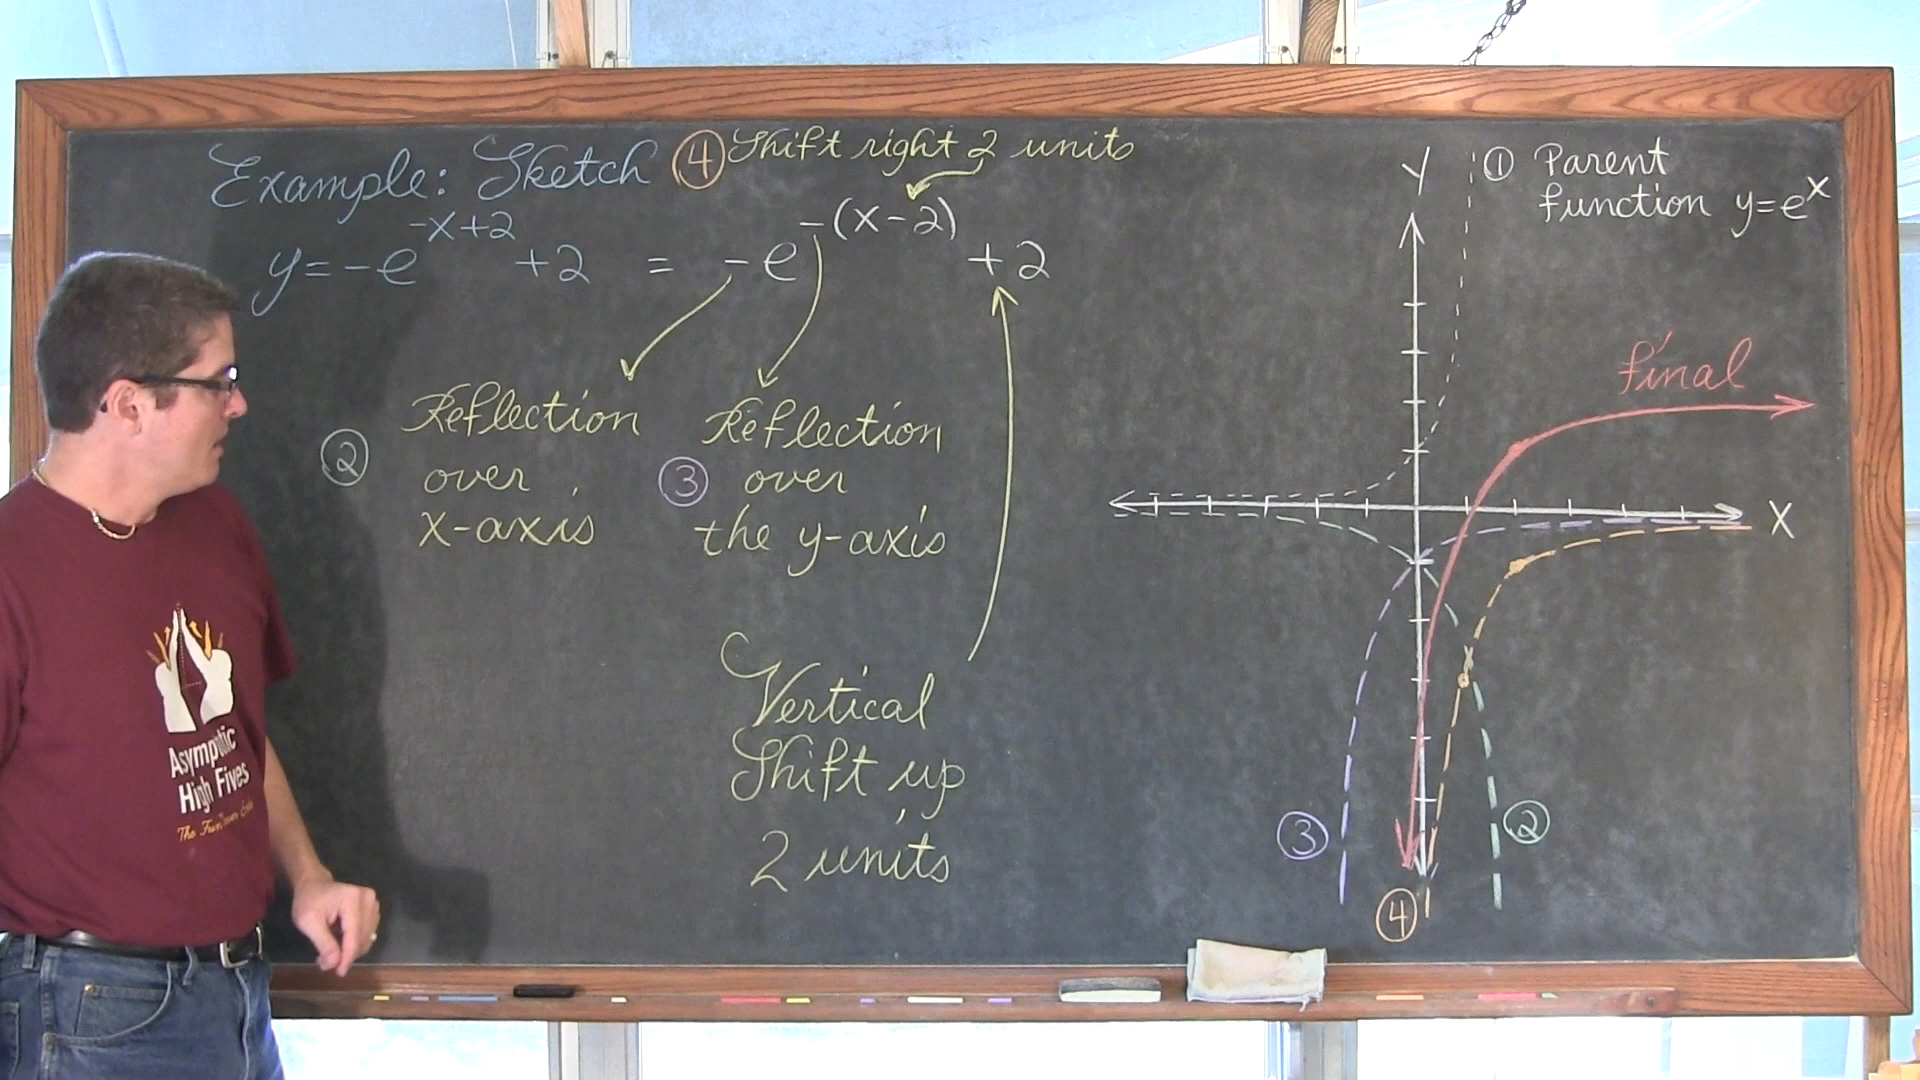 Example: Sketch
④ Shift right 2 units
y = -e^{-x+2} + 2 = -e^{-(x-2)} + 2
② Reflection
over
x-axis
③ Reflection
over
the y-axis
Vertical
Shift up
2 units
Y
① Parent
function y=e^x
final
X
③
②
④
Asymptotic
High Fives
The